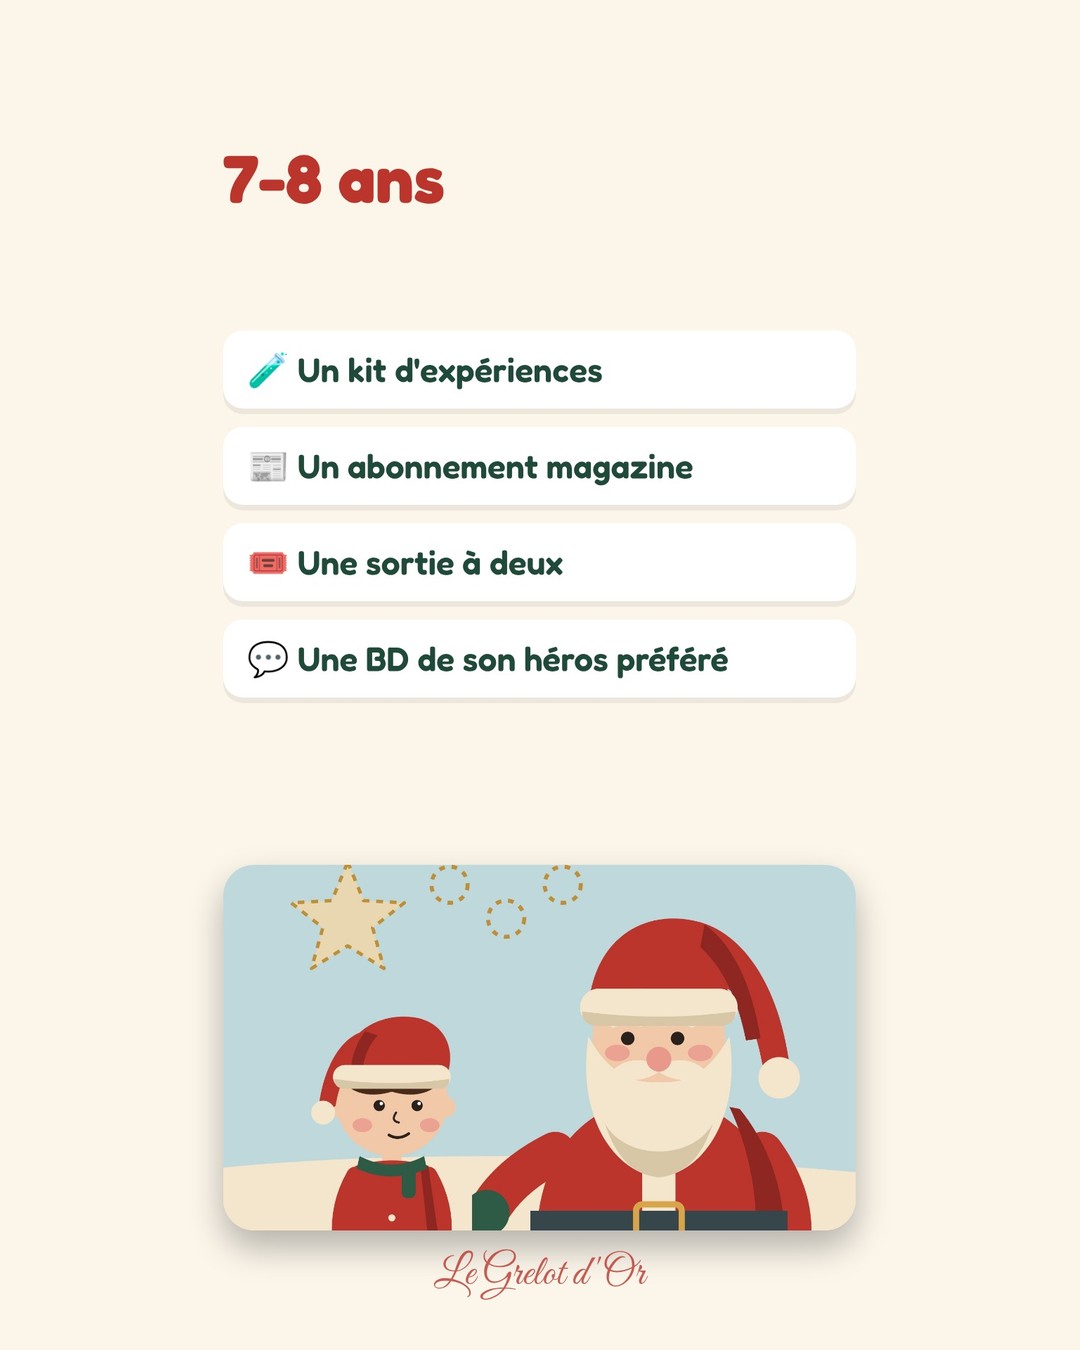 7-8 ans
Un kit d'expériences
Un abonnement magazine
Une sortie à deux
Une BD de son héros préféré
Le Grelot d'Or